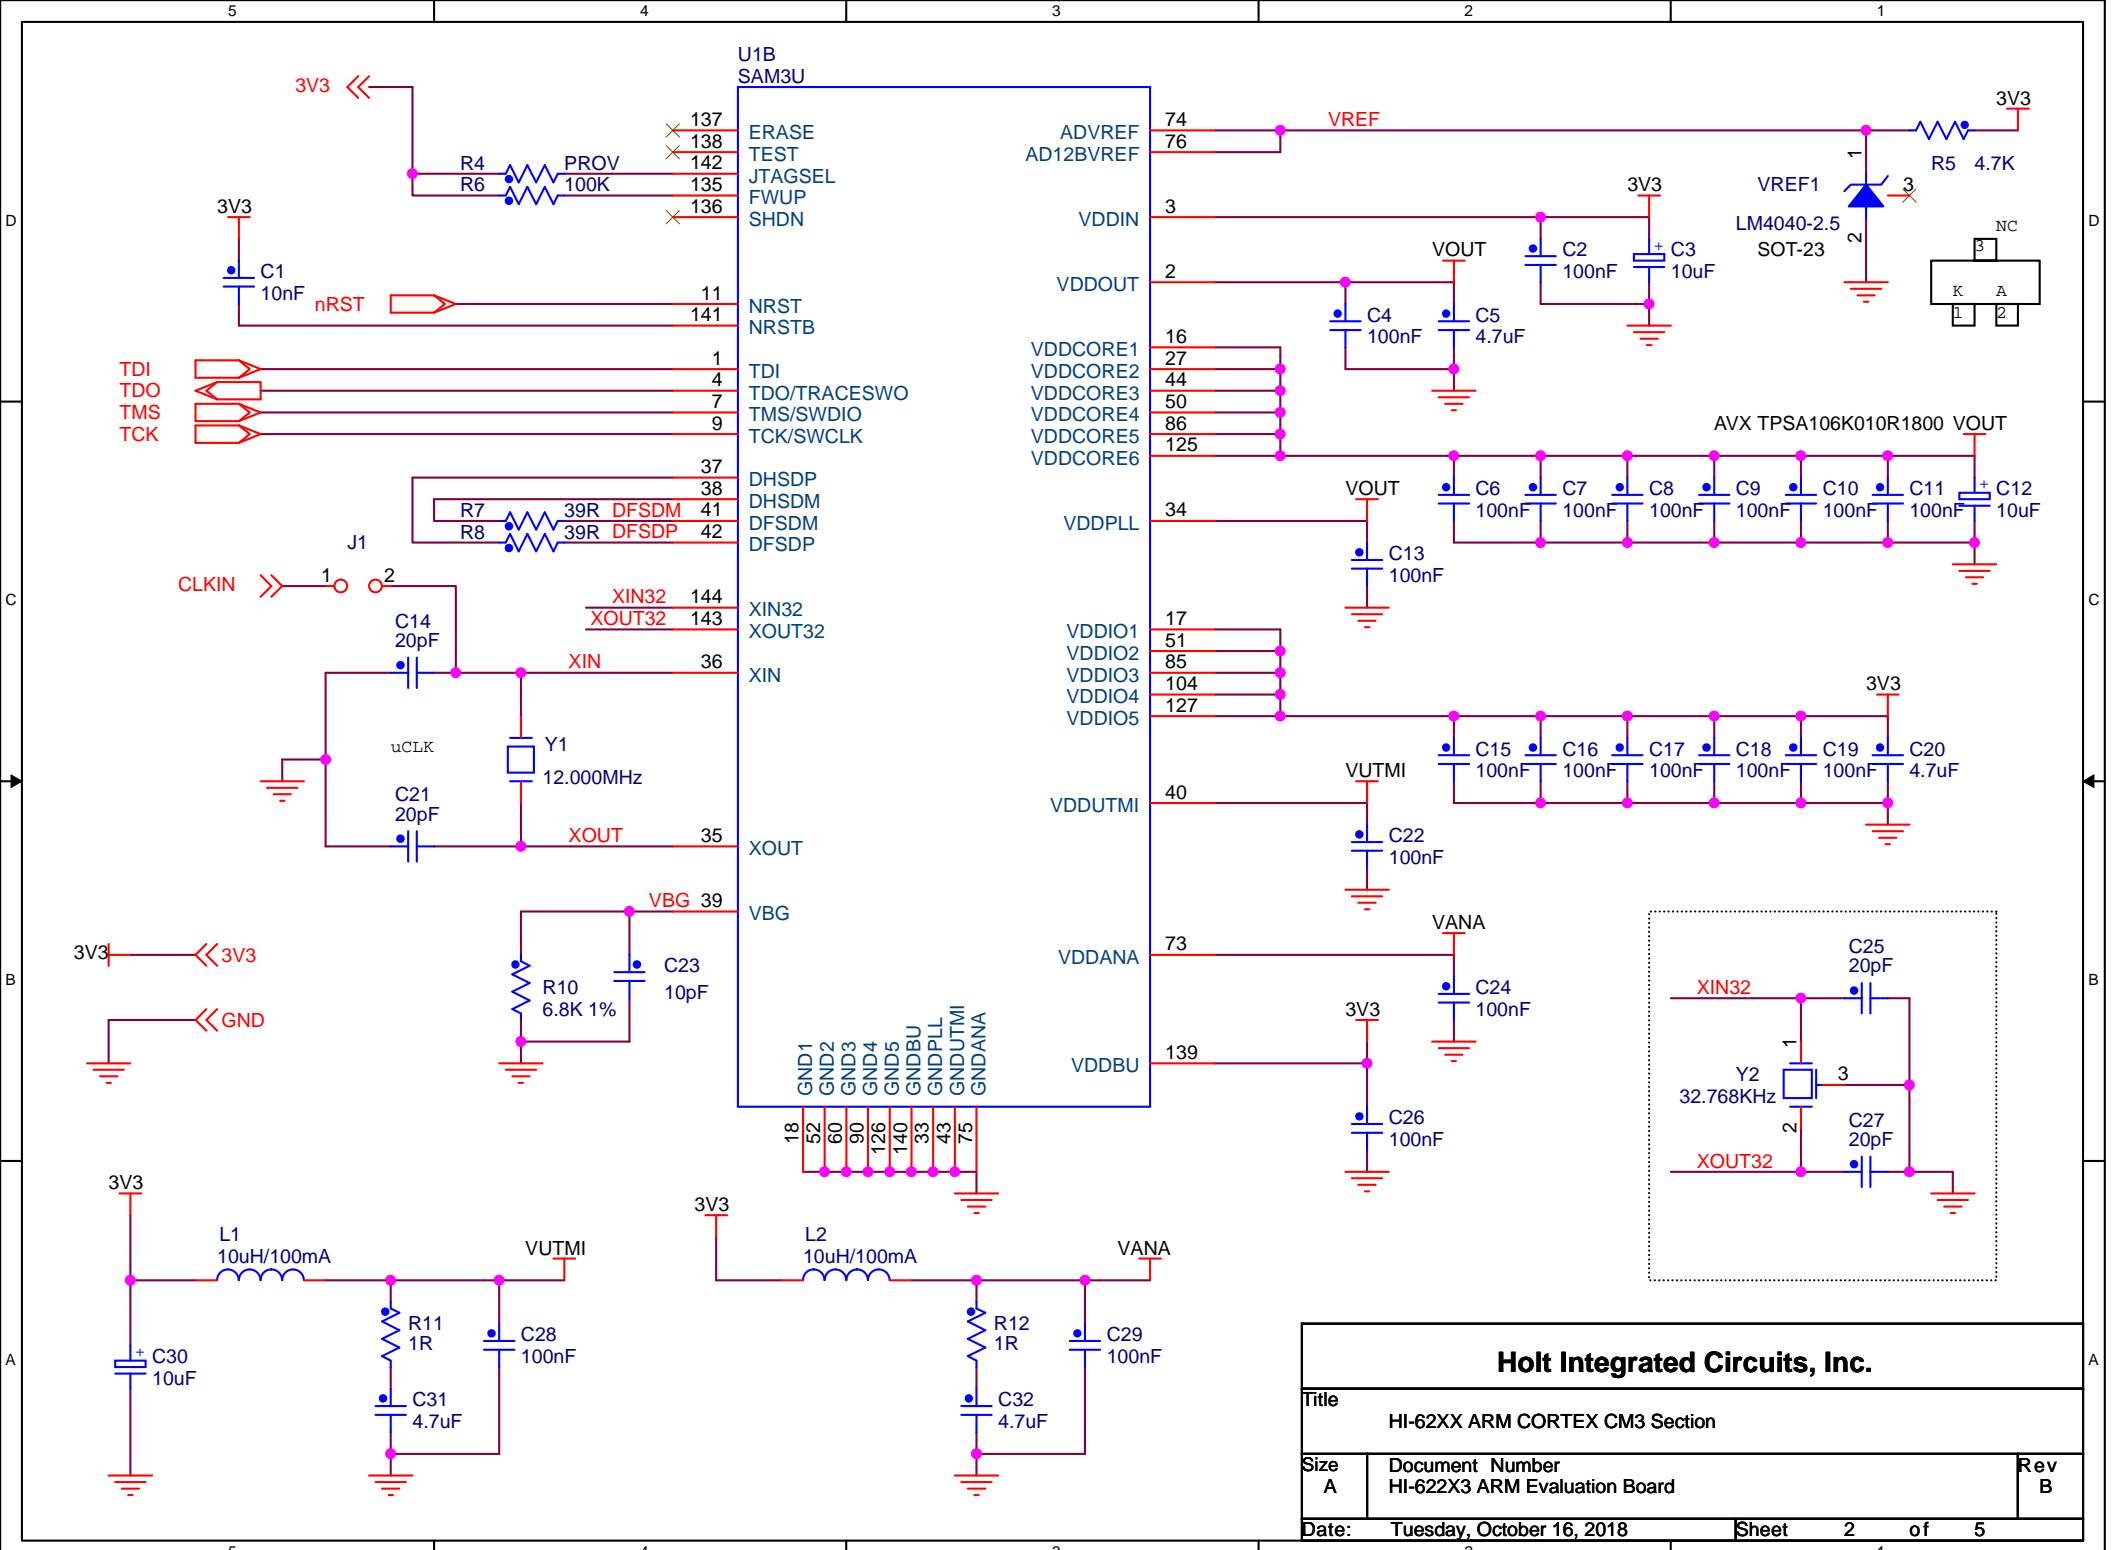 5 4 3 2 1
D
C
B
A
D
C
B
A
U1B
SAM3U
3V3
137 ERASE
138 TEST
R4 PROV 142 JTAGSEL
R6 100K 135 FWUP
136 SHDN
3V3
C1
10nF
nRST 11 NRST
141 NRSTB
TDI 1 TDI
TDO 4 TDO/TRACESWO
TMS 7 TMS/SWDIO
TCK 9 TCK/SWCLK
37 DHSDP
38 DHSDM
R7 39R DFSDM 41 DFSDM
R8 39R DFSDP 42 DFSDP
J1
CLKIN 1 2
XIN32 144 XIN32
XOUT32 143 XOUT32
C14
20pF
XIN 36 XIN
uCLK
Y1
12.000MHz
C21
20pF
XOUT 35 XOUT
VBG 39 VBG
R10
6.8K 1%
C23
10pF
3V3 3V3
GND
ADVREF 74 VREF
AD12BVREF 76
3V3
R5 4.7K
VREF1
LM4040-2.5
SOT-23
1
2
3
NC
3
K A
1 2
VDDIN 3
3V3
C2
100nF
+ C3
10uF
VDDOUT 2
VOUT
C4
100nF
C5
4.7uF
VDDCORE1 16
VDDCORE2 27
VDDCORE3 44
VDDCORE4 50
VDDCORE5 86
VDDCORE6 125
AVX TPSA106K010R1800 VOUT
C6
100nF
C7
100nF
C8
100nF
C9
100nF
C10
100nF
C11
100nF
+ C12
10uF
VDDPLL 34
VOUT
C13
100nF
VDDIO1 17
VDDIO2 51
VDDIO3 85
VDDIO4 104
VDDIO5 127
3V3
C15
100nF
C16
100nF
C17
100nF
C18
100nF
C19
100nF
C20
4.7uF
VDDUTMI 40
VUTMI
C22
100nF
VDDANA 73
VANA
C24
100nF
VDDBU 139
3V3
C26
100nF
GND1 GND2 GND3 GND4 GND5 GNDBU GNDPLL GNDUTMI GNDANA
18 52 60 90 126 140 33 43 75
XIN32
C25
20pF
1
Y2
32.768KHz
3
2
C27
20pF
XOUT32
3V3
L1
10uH/100mA
VUTMI
+ C30
10uF
R11
1R
C28
100nF
C31
4.7uF
3V3
L2
10uH/100mA
VANA
R12
1R
C29
100nF
C32
4.7uF
Holt Integrated Circuits, Inc.
Title
HI-62XX ARM CORTEX CM3 Section
Size
A
Document Number
HI-622X3 ARM Evaluation Board
Rev
B
Date: Tuesday, October 16, 2018 Sheet 2 of 5